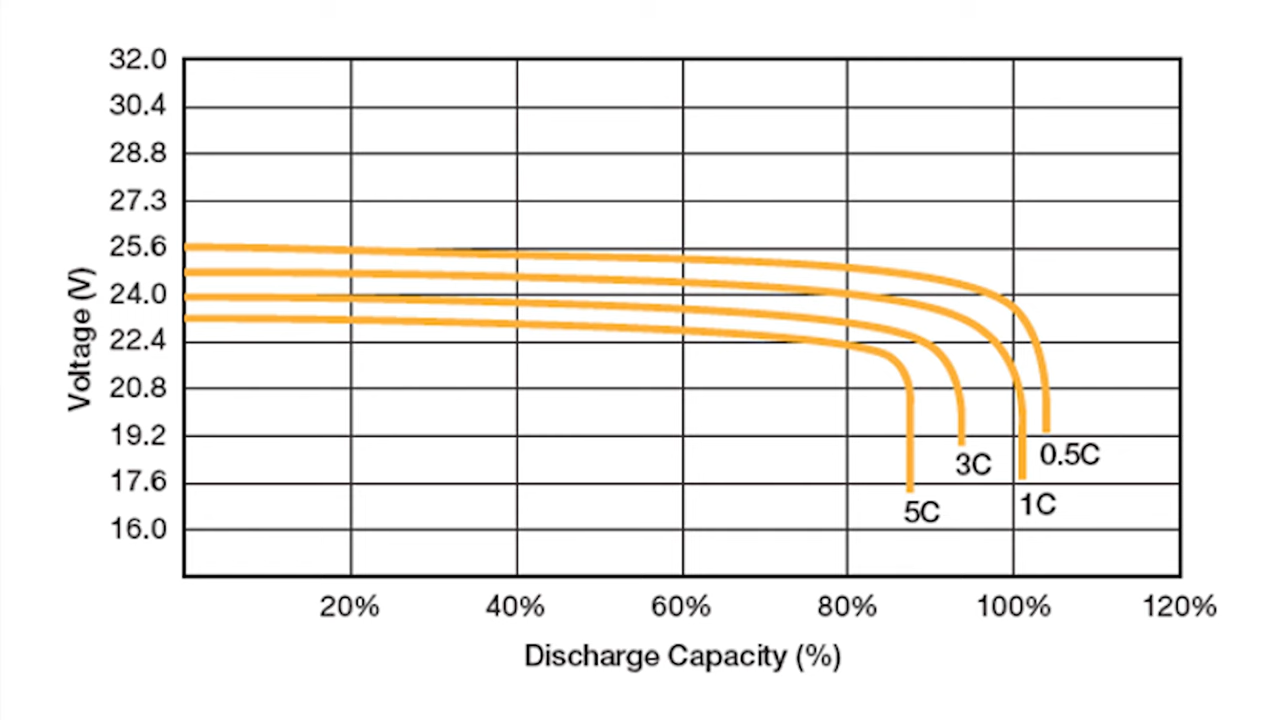 32.0
30.4
28.8
27.3
25.6
24.0
22.4
20.8
19.2
17.6
16.0
Voltage (V)
0.5C
3C
1C
5C
20% 40% 60% 80% 100% 120%
Discharge Capacity (%)